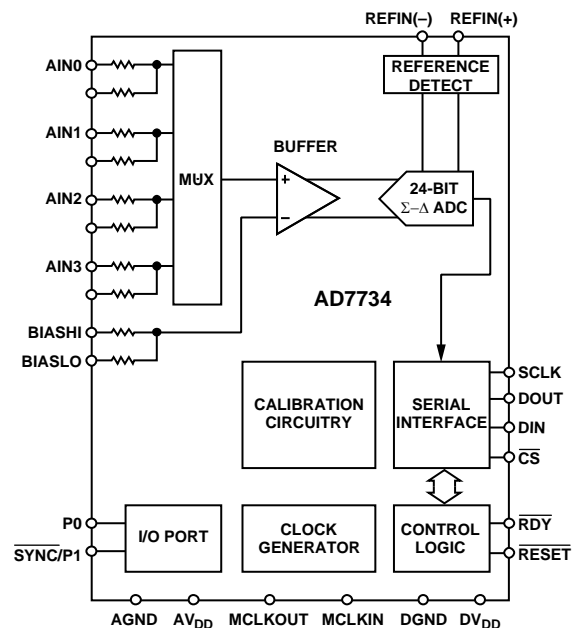 REFIN(–) REFIN(+)
REFERENCE
DETECT
AIN0
AIN1
MUX
BUFFER
+
−
24-BIT
Σ–Δ ADC
AIN2
AIN3
AD7734
BIASHI
BIASLO
CALIBRATION
CIRCUITRY
SERIAL
INTERFACE
SCLK
DOUT
DIN
CS
P0
SYNC/P1
I/O PORT
CLOCK
GENERATOR
CONTROL
LOGIC
RDY
RESET
AGND AVDD MCLKOUT MCLKIN DGND DVDD